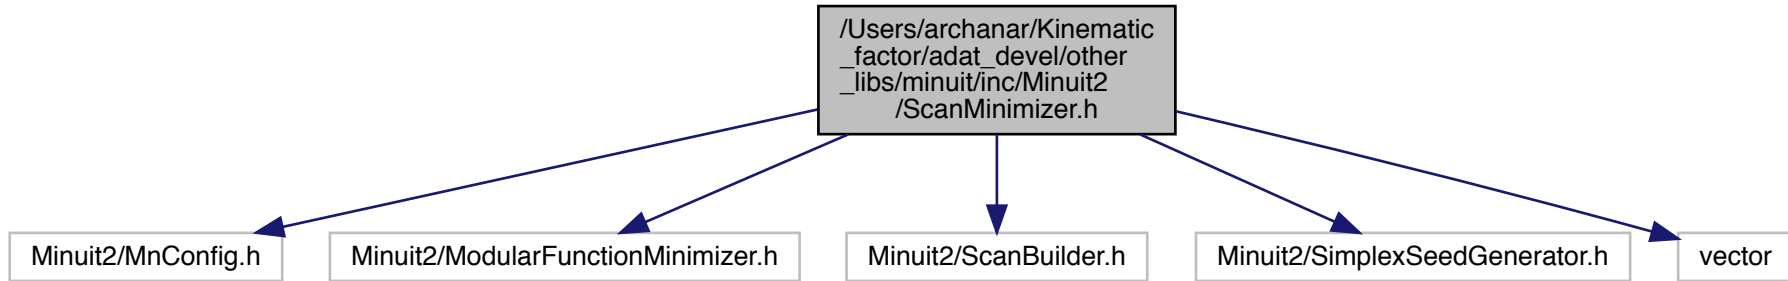 /Users/archanar/Kinematic
_factor/adat_devel/other
_libs/minuit/inc/Minuit2
/ScanMinimizer.h
Minuit2/MnConfig.h
Minuit2/ModularFunctionMinimizer.h
Minuit2/ScanBuilder.h
Minuit2/SimplexSeedGenerator.h
vector